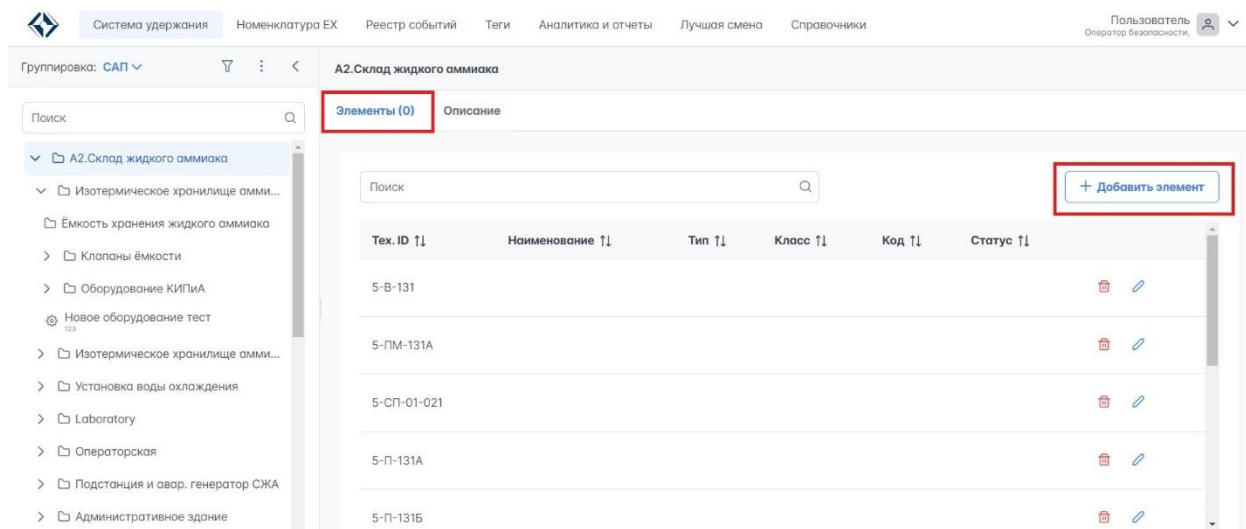 Система удержания Номенклатура EX Реестр событий Теги Аналитика и отчеты Лучшая смена Справочники Пользователь
Оператор безопасности,
Группировка: САП
А2.Склад жидкого аммиака
Поиск
Элементы (0) Описание
А2.Склад жидкого аммиака
Изотермическое хранилище амми...
Ёмкость хранения жидкого аммиака
Клапаны ёмкости
Оборудование КИПиА
Новое оборудование тест
123
Изотермическое хранилище амми...
Установка воды охлаждения
Laboratory
Операторская
Подстанция и авар. генератор СЖА
Административное здание
Поиск
+ Добавить элемент
Тех. ID Наименование Тип Класс Код Статус
5-В-131
5-ПМ-131А
5-СП-01-021
5-П-131А
5-П-131Б